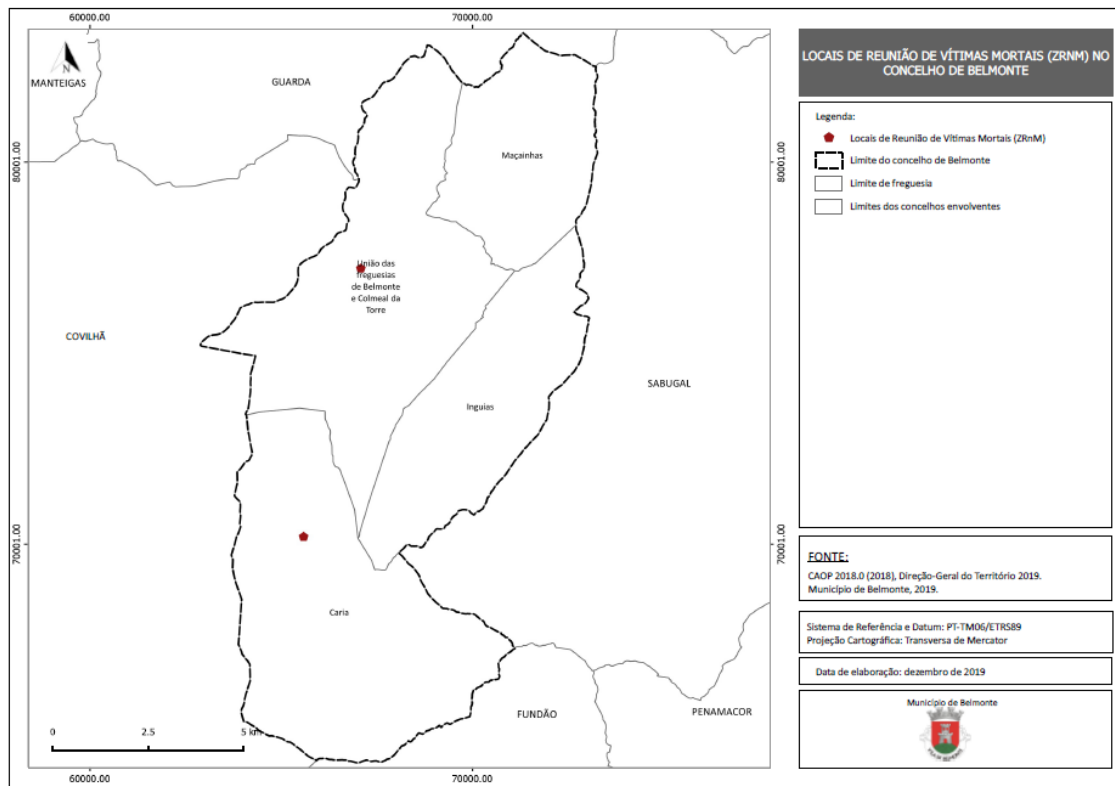 60000.00
70000.00
80001.00
80001.00
N
MANTEIGAS
GUARDA
Maçainhas
União das
freguesias
de Belmonte
e Colmeal da
Torre
COVILHÃ
SABUGAL
Inguias
70001.00
70001.00
Caria
FUNDÃO
PENAMACOR
0
2.5
5 km
60000.00
70000.00
LOCAIS DE REUNIÃO DE VÍTIMAS MORTAIS (ZRNM) NO
CONCELHO DE BELMONTE
Legenda:
Locais de Reunião de Vítimas Mortais (ZRnM)
Limite do concelho de Belmonte
Limite de freguesia
Limites dos concelhos envolventes
FONTE:
CAOP 2018.0 (2018), Direção-Geral do Território 2019.
Município de Belmonte, 2019.
Sistema de Referência e Datum: PT-TM06/ETRS89
Projeção Cartográfica: Transversa de Mercator
Data de elaboração: dezembro de 2019
Município de Belmonte